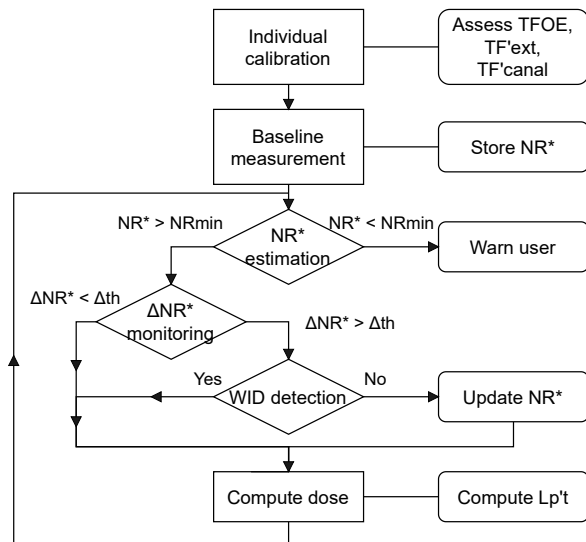 Individual
calibration
Assess TFOE,
TF'ext,
TF'canal
Baseline
measurement
Store NR*
NR* > NRmin
NR* < NRmin
NR*
estimation
Warn user
ΔNR* < Δth
ΔNR*
monitoring
ΔNR* > Δth
Yes
WID detection
No
Update NR*
Compute dose
Compute Lp't